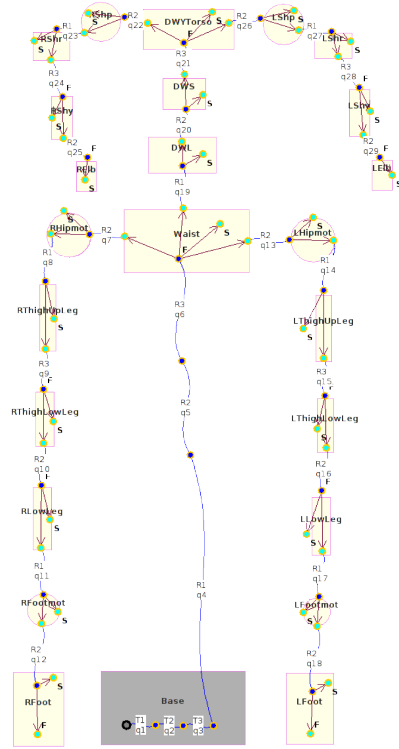 RShp R2 DWYTorso R2 LShp
R1 q22 q26 R1
q23 S S q27
RShr F LShr
S S
R3 R3 R3
q24 q21 q28
F DWS F
RShy LShy
S F S S
R2 R2 R2
q25 q20 q29
F DWL F
RElb LElb
S F S S
R1
q19
S S
RHipmot R2 Waist S R2 LHipmot
F q7 q13 F
R1 F R1
q8 q14
F R3 F
RThighUpLeg q6 LThighUpLeg
S S
R3 R3
q9 q15
F R2 F
RThighLowLeg q5 LThighLowLeg
S S
R2 R2
q10 q16
F F
RLowLeg LLowLeg
S S
R1 R1 R1
q11 q4 q17
F F
RFootmot LFootmot
S S
R2 R2
q12 q18
S S
RFoot Base LFoot
T1 T2 T3
q1 q2 q3
F F